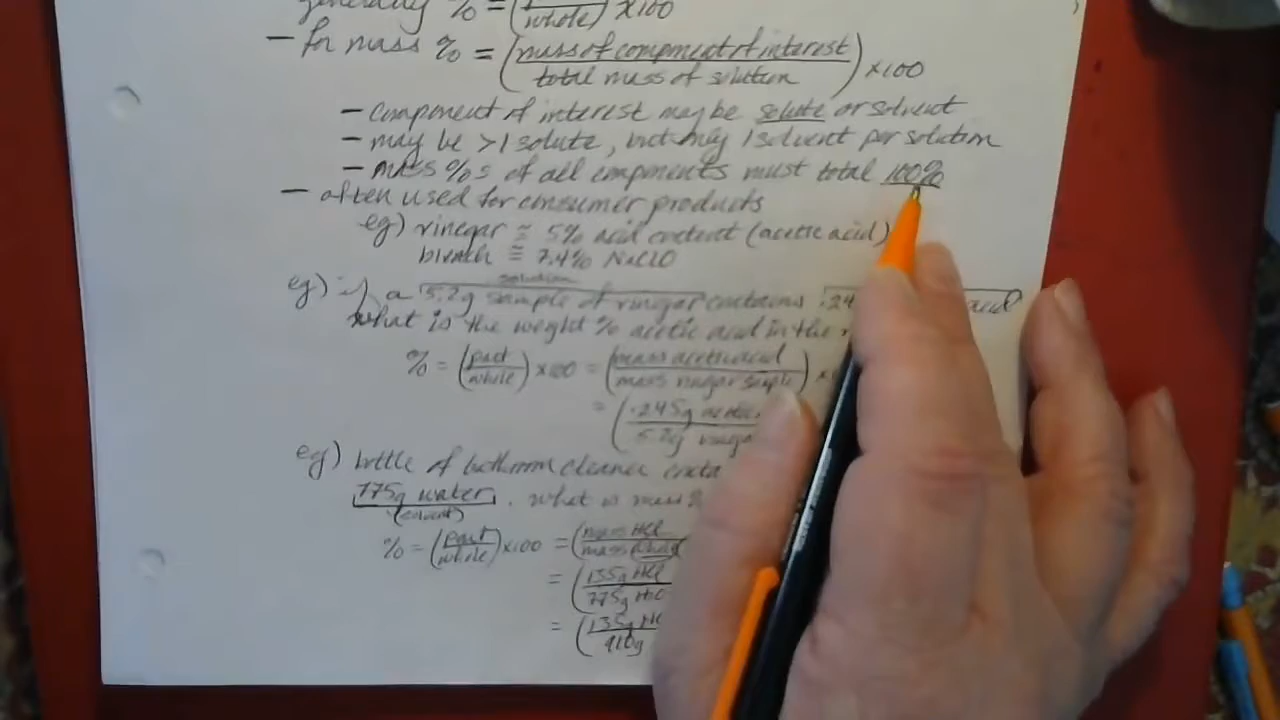 generally % = (    / whole) x100
- for mass % = (mass of component of interest / total mass of solution) x100
- component of interest may be solute or solvent
- may be >1 solute, but only 1 solvent per solution
- mass %s of all components must total 100%
- often used for consumer products
eg) vinegar ≅ 5% acid content (acetic acid)
bleach ≅ 7.4% NaClO
solution
eg) if a 5.2g sample of vinegar contains .24 acid
what is the weight % acetic acid in the
% = (part / whole) x100 = (mass acetic acid / mass vinegar sample) x
= (.245g / 5.2g
eg) bottle of bathroom cleaner
775g water. what is mass %
(solvent)
% = (part / whole) x100 = (mass HCl / mass whole
= (135g HCl / 775g H2O
= (135g / 910g